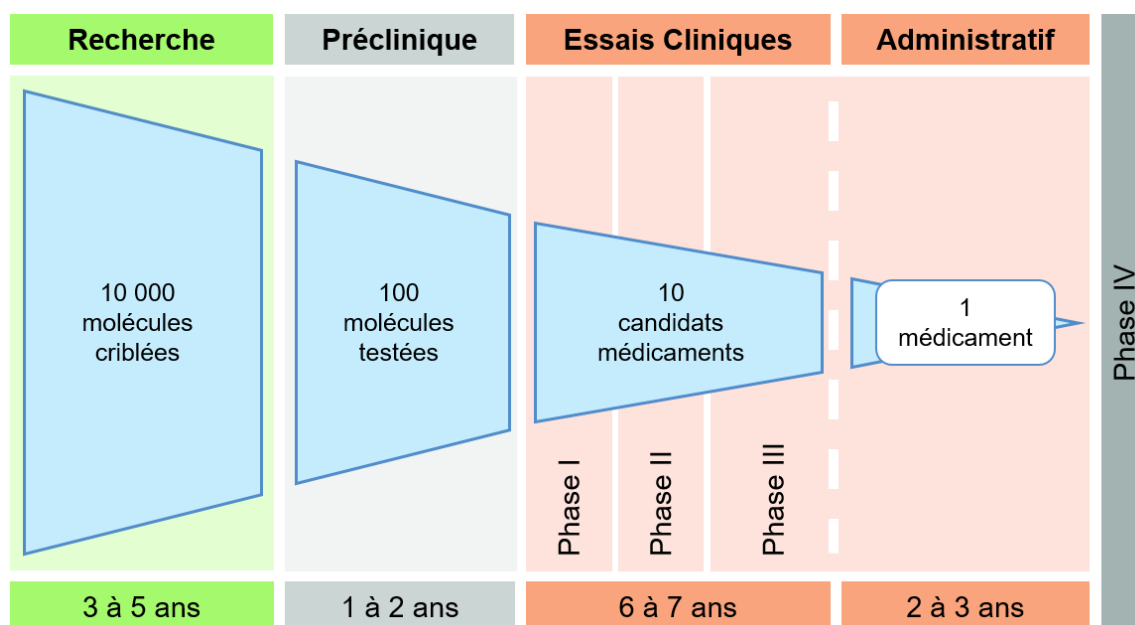 Recherche
Préclinique
Essais Cliniques
Administratif
10 000
molécules
criblées
100
molécules
testées
10
candidats
médicaments
1
médicament
Phase I
Phase II
Phase III
Phase IV
3 à 5 ans
1 à 2 ans
6 à 7 ans
2 à 3 ans